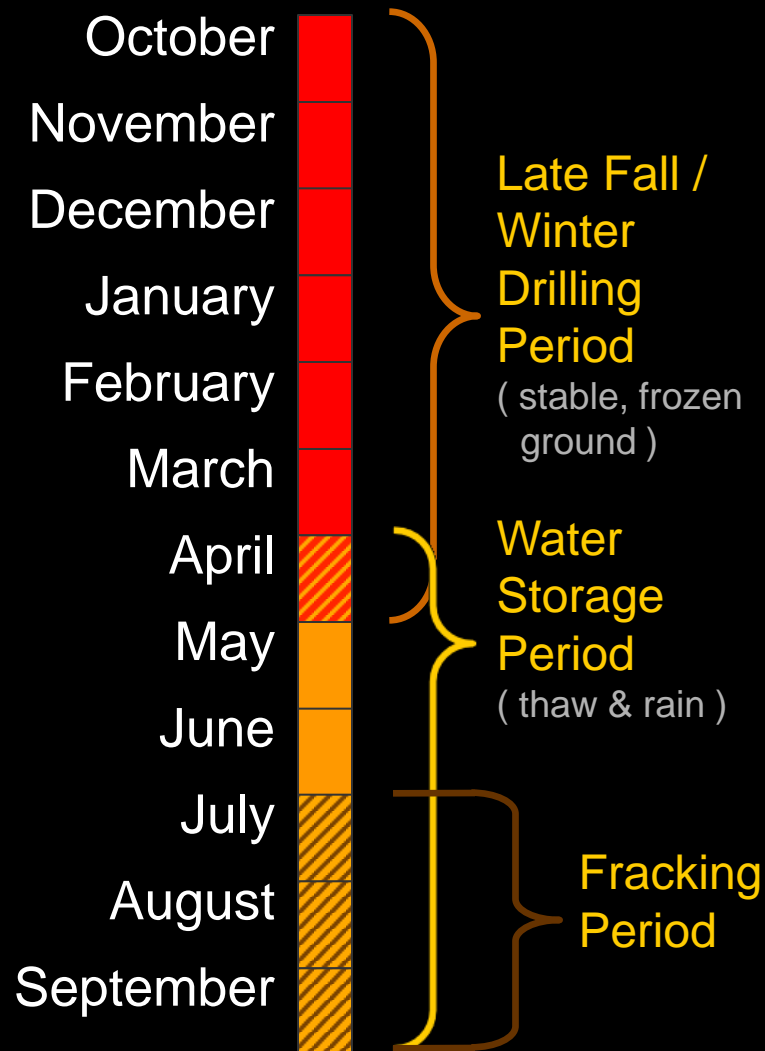 October
November
December
January
February
March
April
May
June
July
August
September
Late Fall /
Winter
Drilling
Period
( stable, frozen
ground )
Water
Storage
Period
( thaw & rain )
Fracking
Period